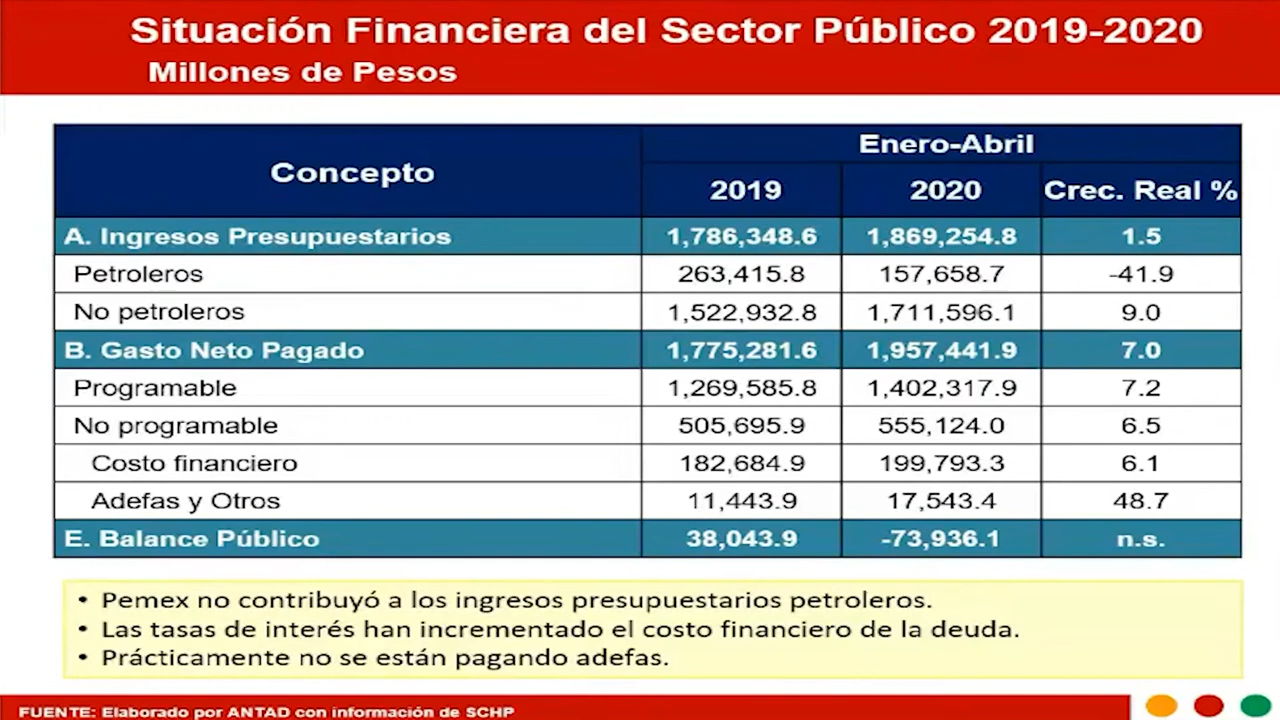 Situación Financiera del Sector Público 2019-2020
Millones de Pesos
Concepto
Enero-Abril
2019 2020 Crec. Real %
A. Ingresos Presupuestarios 1,786,348.6 1,869,254.8 1.5
Petroleros 263,415.8 157,658.7 -41.9
No petroleros 1,522,932.8 1,711,596.1 9.0
B. Gasto Neto Pagado 1,775,281.6 1,957,441.9 7.0
Programable 1,269,585.8 1,402,317.9 7.2
No programable 505,695.9 555,124.0 6.5
Costo financiero 182,684.9 199,793.3 6.1
Adefas y Otros 11,443.9 17,543.4 48.7
E. Balance Público 38,043.9 -73,936.1 n.s.
• Pemex no contribuyó a los ingresos presupuestarios petroleros.
• Las tasas de interés han incrementado el costo financiero de la deuda.
• Prácticamente no se están pagando adefas.
FUENTE: Elaborado por ANTAD con información de SCHP